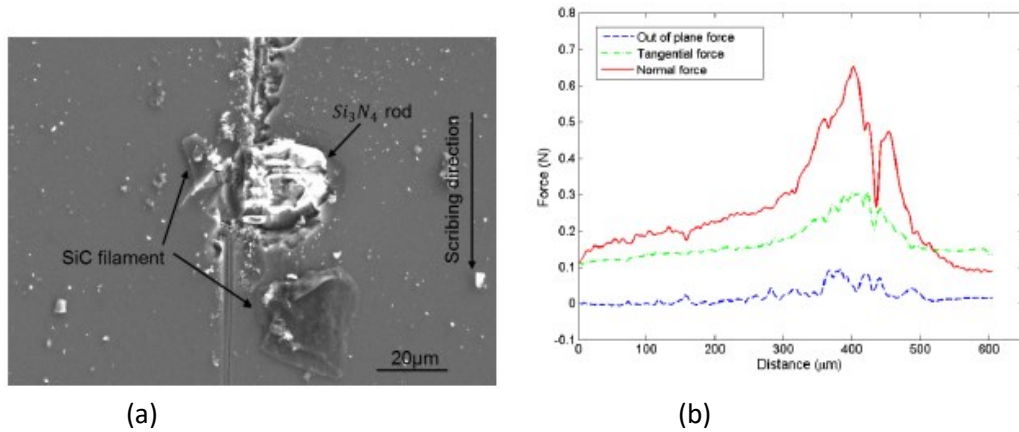 Si₃N₄ rod
Scribing direction
SiC filament
20μm
(a)
0.8
0.7
0.6
0.5
0.4
0.3
0.2
0.1
0
-0.1
Force (N)
Out of plane force
Tangential force
Normal force
0 100 200 300 400 500 600
Distance (μm)
(b)